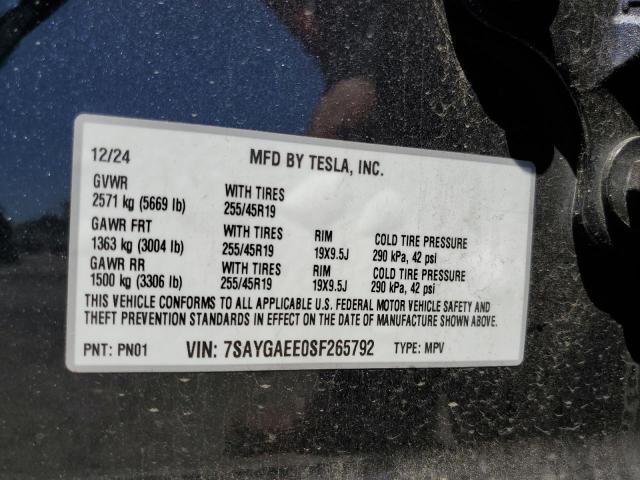 12/24 MFD BY TESLA, INC.
GVWR WITH TIRES
2571 kg (5669 lb) 255/45R19
GAWR FRT WITH TIRES RIM COLD TIRE PRESSURE
1363 kg (3004 lb) 255/45R19 19X9.5J 290 kPa, 42 psi
GAWR RR WITH TIRES RIM COLD TIRE PRESSURE
1500 kg (3306 lb) 255/45R19 19X9.5J 290 kPa, 42 psi
THIS VEHICLE CONFORMS TO ALL APPLICABLE U.S. FEDERAL MOTOR VEHICLE SAFETY AND
THEFT PREVENTION STANDARDS IN EFFECT ON THE DATE OF MANUFACTURE SHOWN ABOVE.
PNT: PN01 VIN: 7SAYGAEE0SF265792 TYPE: MPV